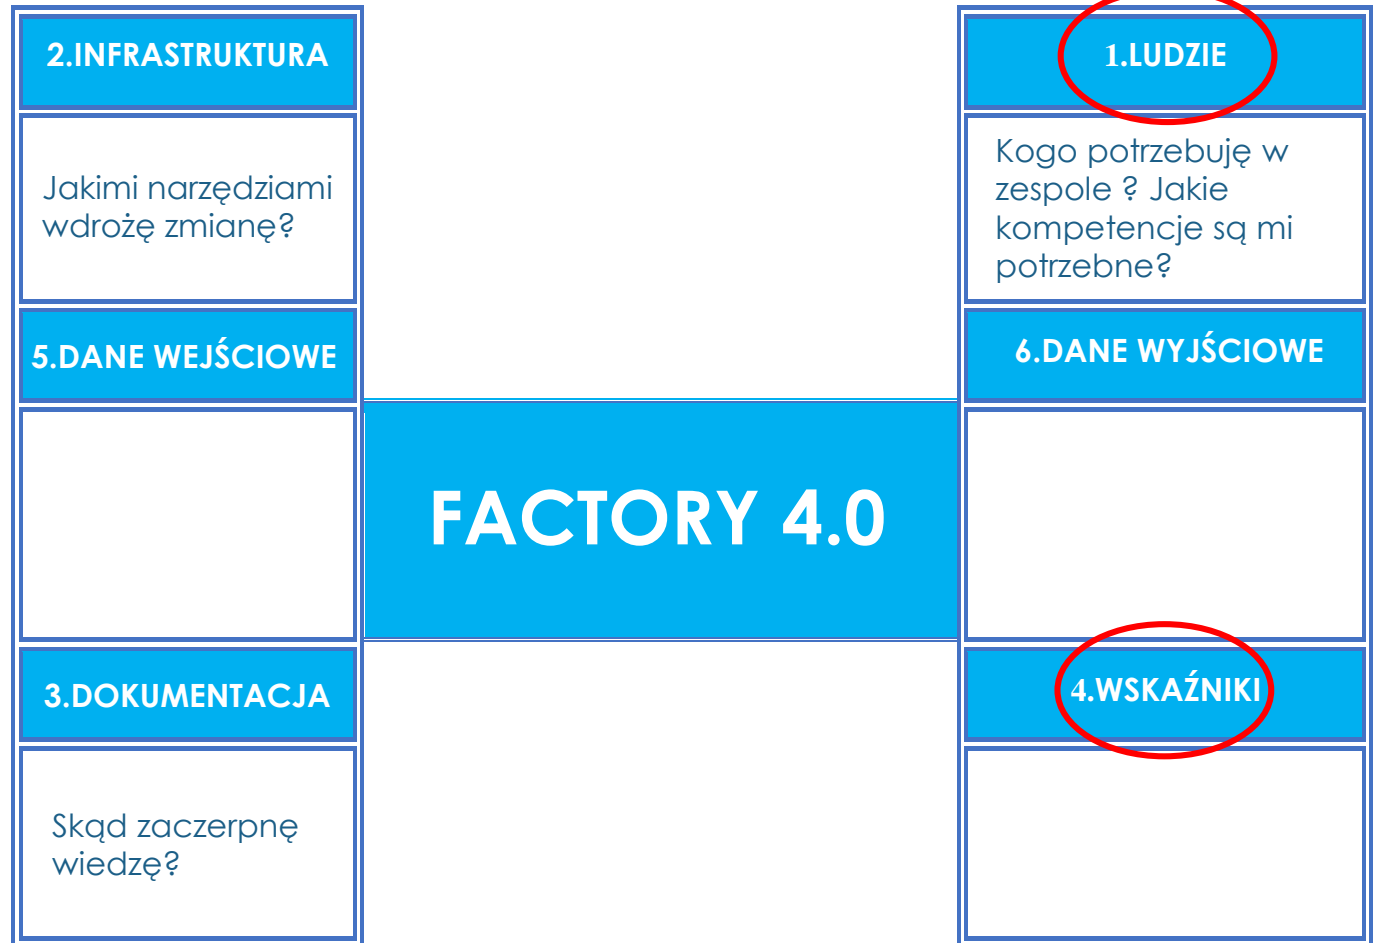 2.INFRASTRUKTURA
Jakimi narzędziami
wdrożę zmianę?
5.DANE WEJŚCIOWE
3.DOKUMENTACJA
Skąd zaczerpnę
wiedzę?
FACTORY 4.0
1.LUDZIE
Kogo potrzebuję w
zespole ? Jakie
kompetencje są mi
potrzebne?
6.DANE WYJŚCIOWE
4.WSKAŹNIKI